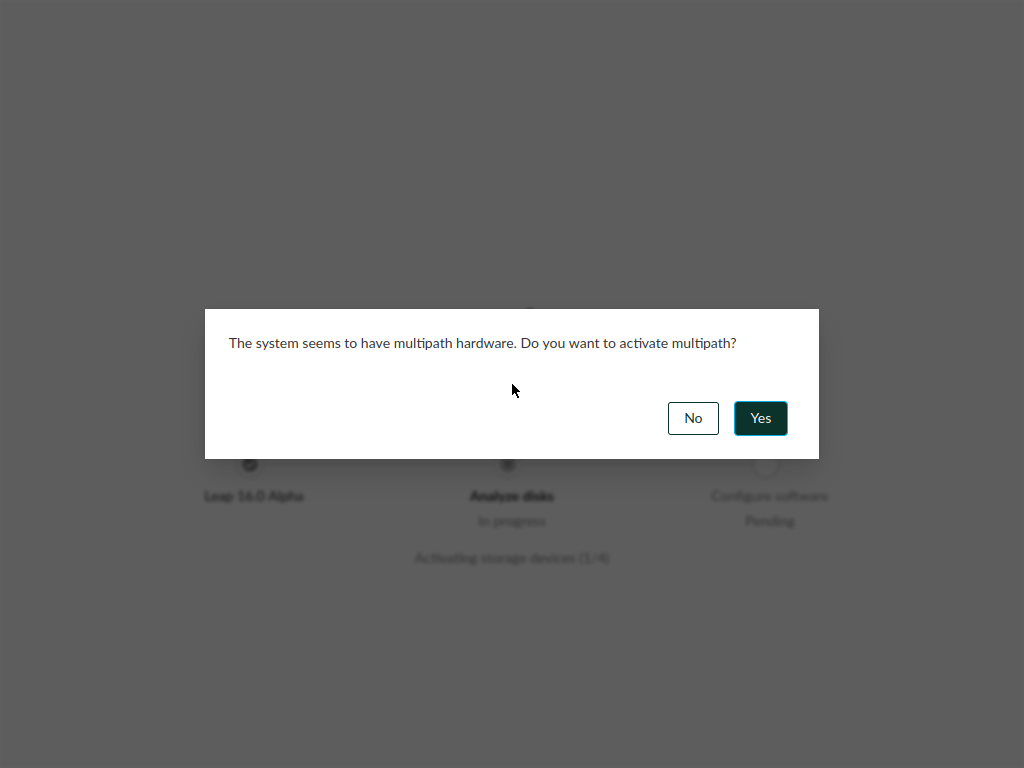 The system seems to have multipath hardware. Do you want to activate multipath?
No
Yes
Leap 16.0 Alpha
Analyze disks
Configure software
In progress
Pending
Activating storage devices (1/4)